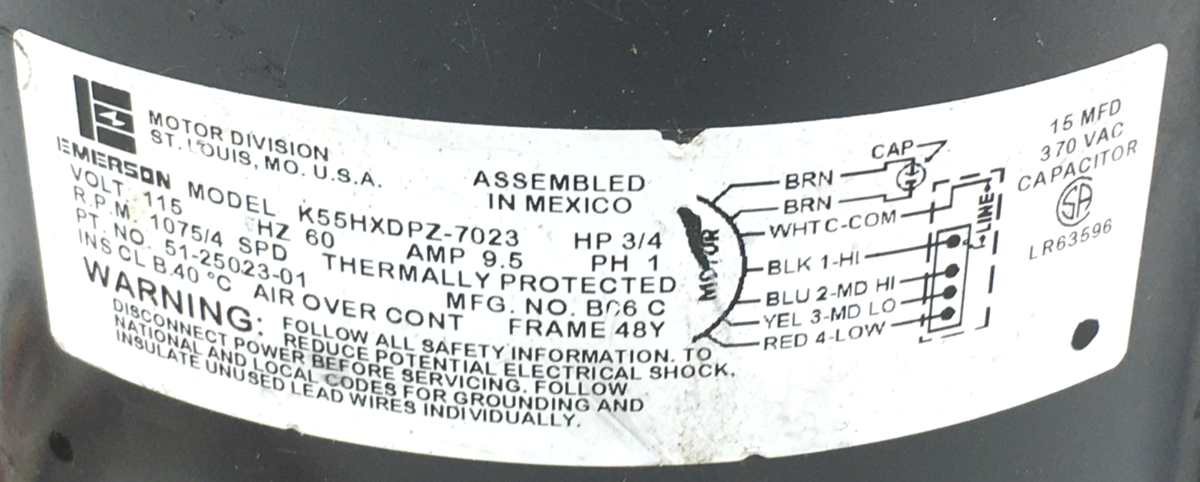 MOTOR DIVISION
ST. LOUIS, MO. U.S.A.
EMERSON MODEL K55HXDPZ-7023
ASSEMBLED
IN MEXICO
VOLT 115 HZ 60 AMP 9.5 HP 3/4
R.P.M. 1075/4 SPD THERMALLY PROTECTED PH 1
PT. NO. 51-25023-01 MFG. NO. C
INS CL B.40 °C AIR OVER CONT FRAME 48Y
WARNING: FOLLOW ALL SAFETY INFORMATION. TO
REDUCE POTENTIAL ELECTRICAL SHOCK,
DISCONNECT POWER BEFORE SERVICING. FOLLOW
NATIONAL AND LOCAL CODES FOR GROUNDING AND
INSULATE UNUSED LEAD WIRES INDIVIDUALLY.
MOTOR
CAP
BRN
BRN
WHTC-COM
LINE
BLK 1-HI
BLU 2-MD HI
YEL 3-MD LO
RED 4-LOW
15 MFD
370 VAC
CAPACITOR
SA
LR63596